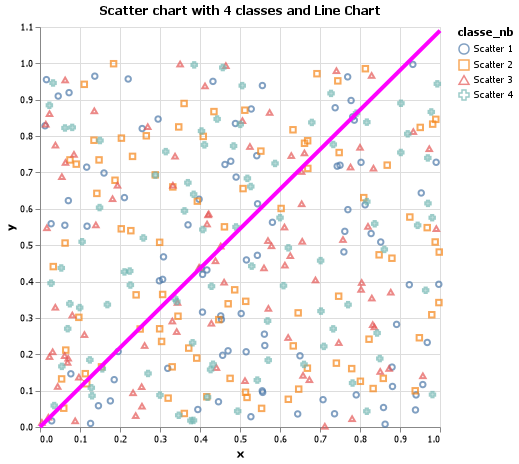 Scatter chart with 4 classes and Line Chart
classe_nb
Scatter 1
Scatter 2
Scatter 3
Scatter 4
y
1.1
1.0
0.9
0.8
0.7
0.6
0.5
0.4
0.3
0.2
0.1
0.0
0.0 0.1 0.2 0.3 0.4 0.5 0.6 0.7 0.8 0.9 1.0
x